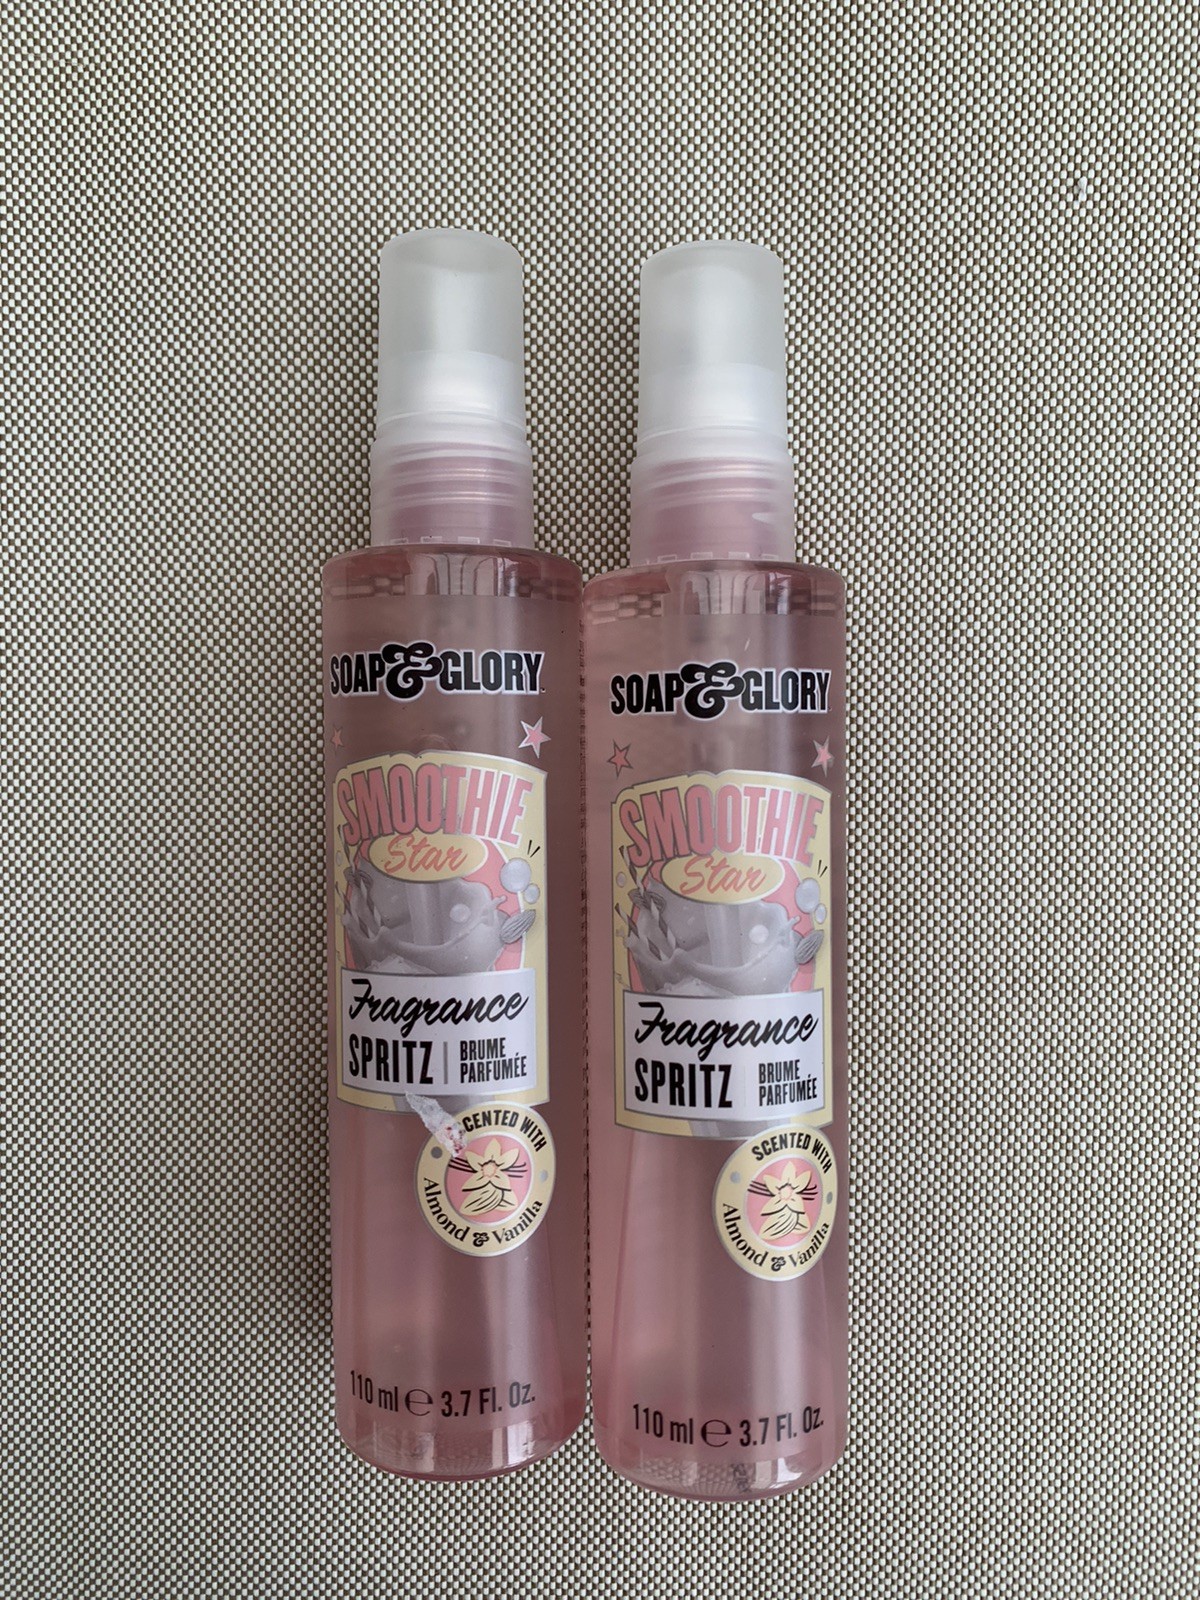 SOAP & GLORY
SMOOTHIE
Star
Fragrance
SPRITZ
BRUME
PARFUMÉE
CENTED WITH
Almond & Vanilla
110 ml ℮ 3.7 Fl. Oz.
SOAP & GLORY
SMOOTHIE
Star
Fragrance
SPRITZ
BRUME
PARFUMÉE
SCENTED WITH
Almond & Vanilla
110 ml ℮ 3.7 Fl. Oz.